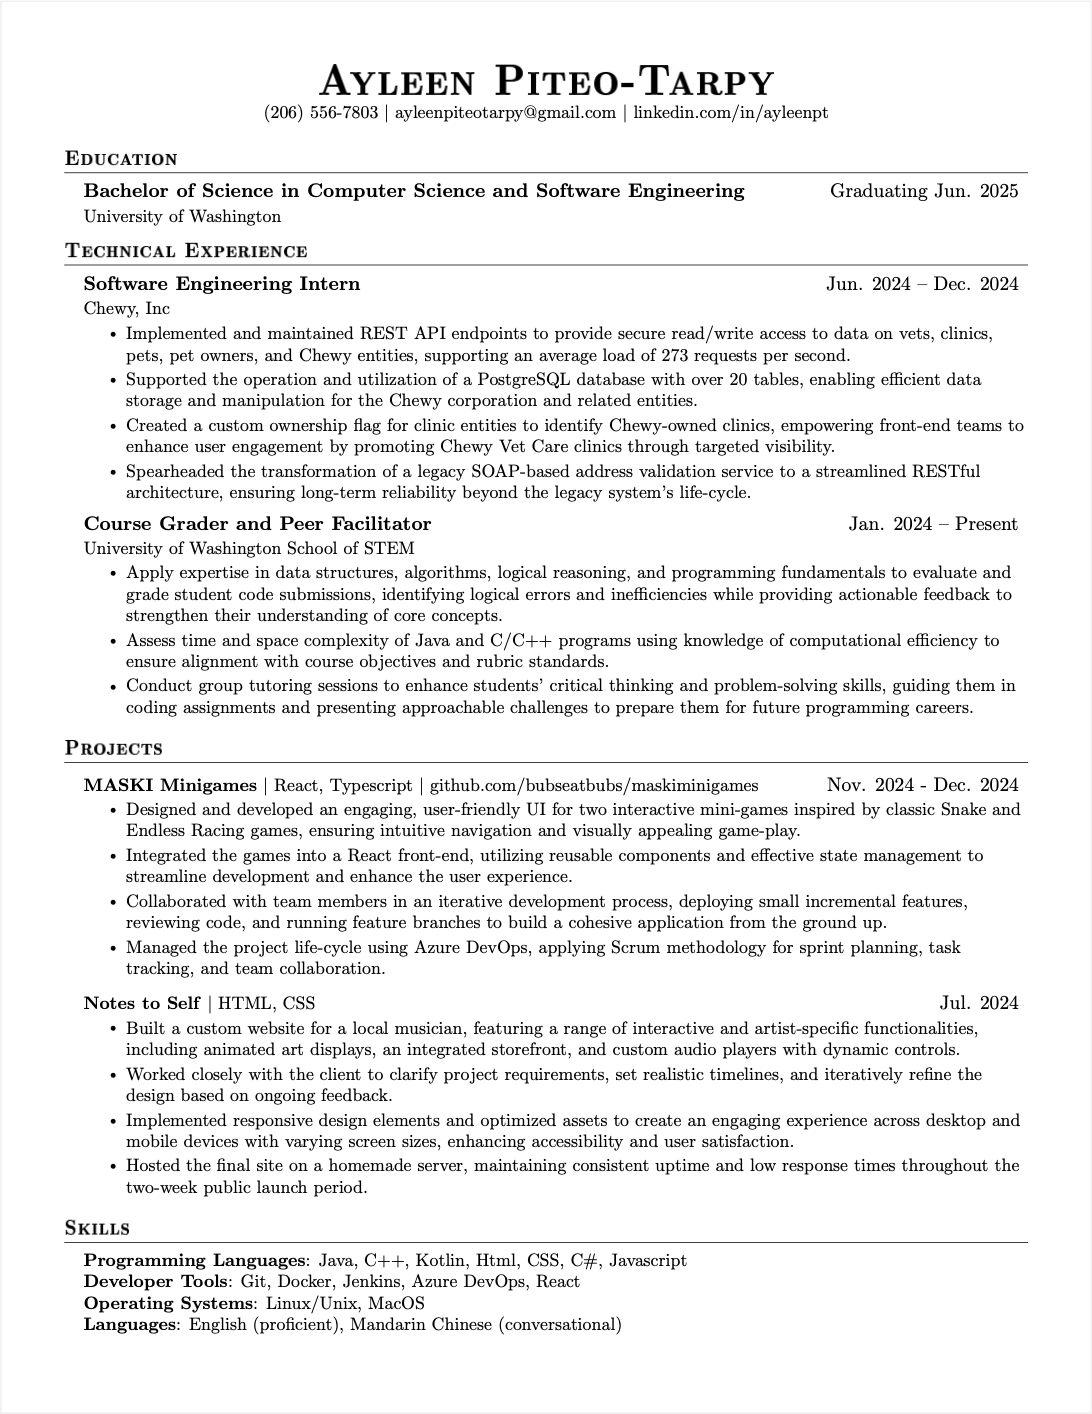 Ayleen Piteo-Tarpy
(206) 556-7803 | ayleenpiteotarpy@gmail.com | linkedin.com/in/ayleenpt
Education
Bachelor of Science in Computer Science and Software Engineering Graduating Jun. 2025
University of Washington
Technical Experience
Software Engineering Intern Jun. 2024 – Dec. 2024
Chewy, Inc
• Implemented and maintained REST API endpoints to provide secure read/write access to data on vets, clinics,
pets, pet owners, and Chewy entities, supporting an average load of 273 requests per second.
• Supported the operation and utilization of a PostgreSQL database with over 20 tables, enabling efficient data
storage and manipulation for the Chewy corporation and related entities.
• Created a custom ownership flag for clinic entities to identify Chewy-owned clinics, empowering front-end teams to
enhance user engagement by promoting Chewy Vet Care clinics through targeted visibility.
• Spearheaded the transformation of a legacy SOAP-based address validation service to a streamlined RESTful
architecture, ensuring long-term reliability beyond the legacy system's life-cycle.
Course Grader and Peer Facilitator Jan. 2024 – Present
University of Washington School of STEM
• Apply expertise in data structures, algorithms, logical reasoning, and programming fundamentals to evaluate and
grade student code submissions, identifying logical errors and inefficiencies while providing actionable feedback to
strengthen their understanding of core concepts.
• Assess time and space complexity of Java and C/C++ programs using knowledge of computational efficiency to
ensure alignment with course objectives and rubric standards.
• Conduct group tutoring sessions to enhance students' critical thinking and problem-solving skills, guiding them in
coding assignments and presenting approachable challenges to prepare them for future programming careers.
Projects
MASKI Minigames | React, Typescript | github.com/bubseatbubs/maskiminigames Nov. 2024 - Dec. 2024
• Designed and developed an engaging, user-friendly UI for two interactive mini-games inspired by classic Snake and
Endless Racing games, ensuring intuitive navigation and visually appealing game-play.
• Integrated the games into a React front-end, utilizing reusable components and effective state management to
streamline development and enhance the user experience.
• Collaborated with team members in an iterative development process, deploying small incremental features,
reviewing code, and running feature branches to build a cohesive application from the ground up.
• Managed the project life-cycle using Azure DevOps, applying Scrum methodology for sprint planning, task
tracking, and team collaboration.
Notes to Self | HTML, CSS Jul. 2024
• Built a custom website for a local musician, featuring a range of interactive and artist-specific functionalities,
including animated art displays, an integrated storefront, and custom audio players with dynamic controls.
• Worked closely with the client to clarify project requirements, set realistic timelines, and iteratively refine the
design based on ongoing feedback.
• Implemented responsive design elements and optimized assets to create an engaging experience across desktop and
mobile devices with varying screen sizes, enhancing accessibility and user satisfaction.
• Hosted the final site on a homemade server, maintaining consistent uptime and low response times throughout the
two-week public launch period.
Skills
Programming Languages: Java, C++, Kotlin, Html, CSS, C#, Javascript
Developer Tools: Git, Docker, Jenkins, Azure DevOps, React
Operating Systems: Linux/Unix, MacOS
Languages: English (proficient), Mandarin Chinese (conversational)